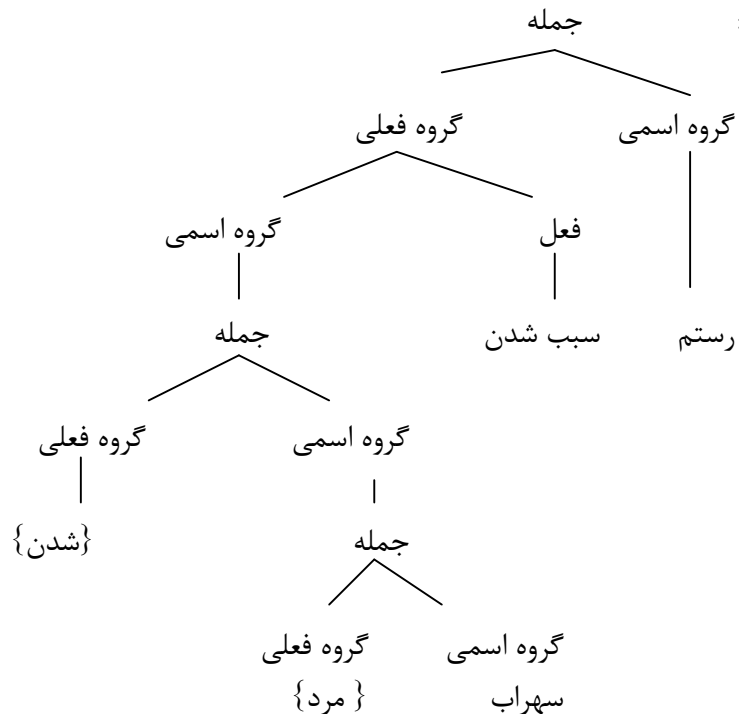 جمله :
گروه اسمی گروه فعلی
فعل گروه اسمی
رستم سبب شدن جمله
گروه اسمی گروه فعلی
جمله {شدن}
گروه اسمی گروه فعلی
سهراب { مرد}